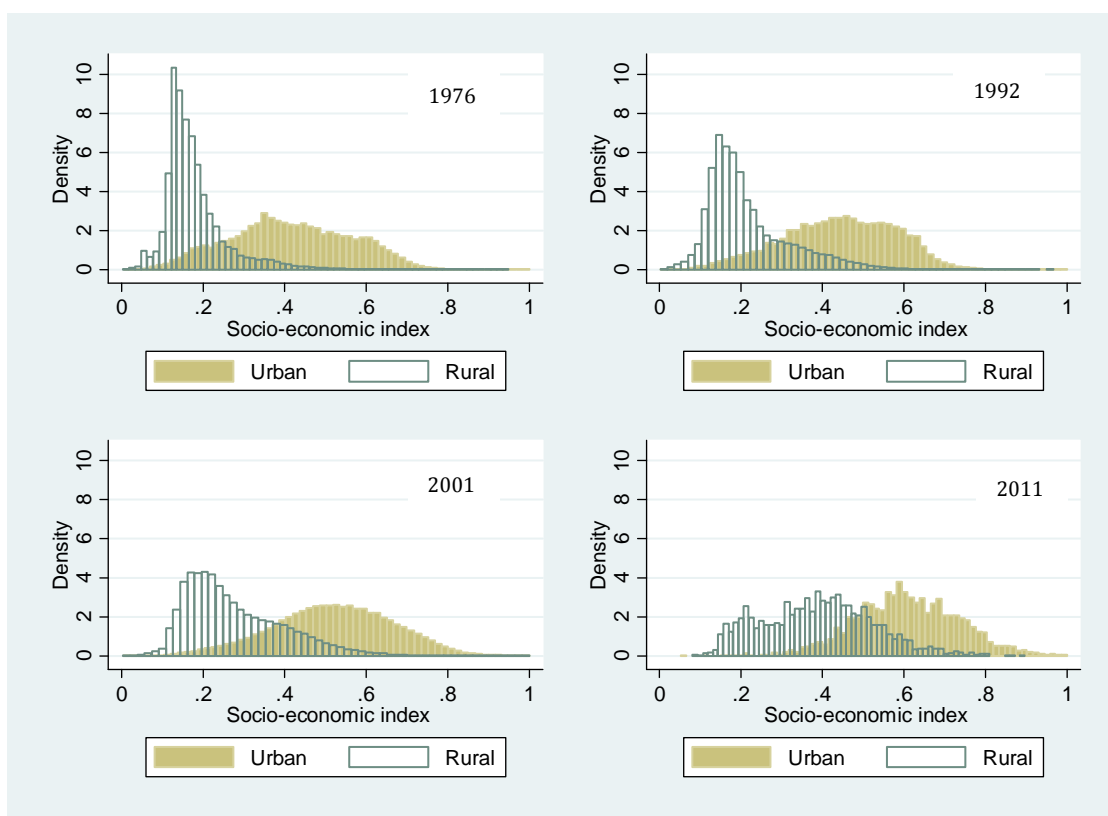 1976
Density
0 2 4 6 8 10
0 .2 .4 .6 .8 1
Socio-economic index
Urban Rural
1992
Density
0 2 4 6 8 10
0 .2 .4 .6 .8 1
Socio-economic index
Urban Rural
2001
Density
0 2 4 6 8 10
0 .2 .4 .6 .8 1
Socio-economic index
Urban Rural
2011
Density
0 2 4 6 8 10
0 .2 .4 .6 .8 1
Socio-economic index
Urban Rural